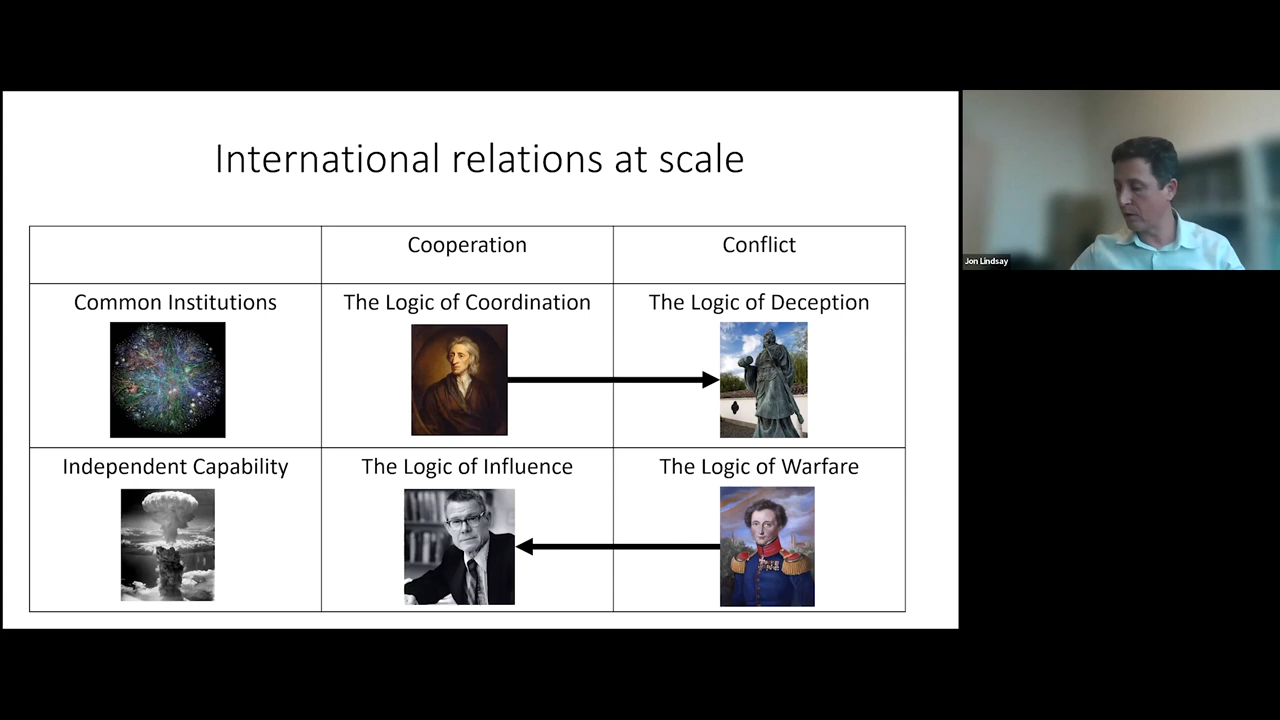 International relations at scale
Cooperation
Conflict
Common Institutions
The Logic of Coordination
The Logic of Deception
Independent Capability
The Logic of Influence
The Logic of Warfare
Jon Lindsay